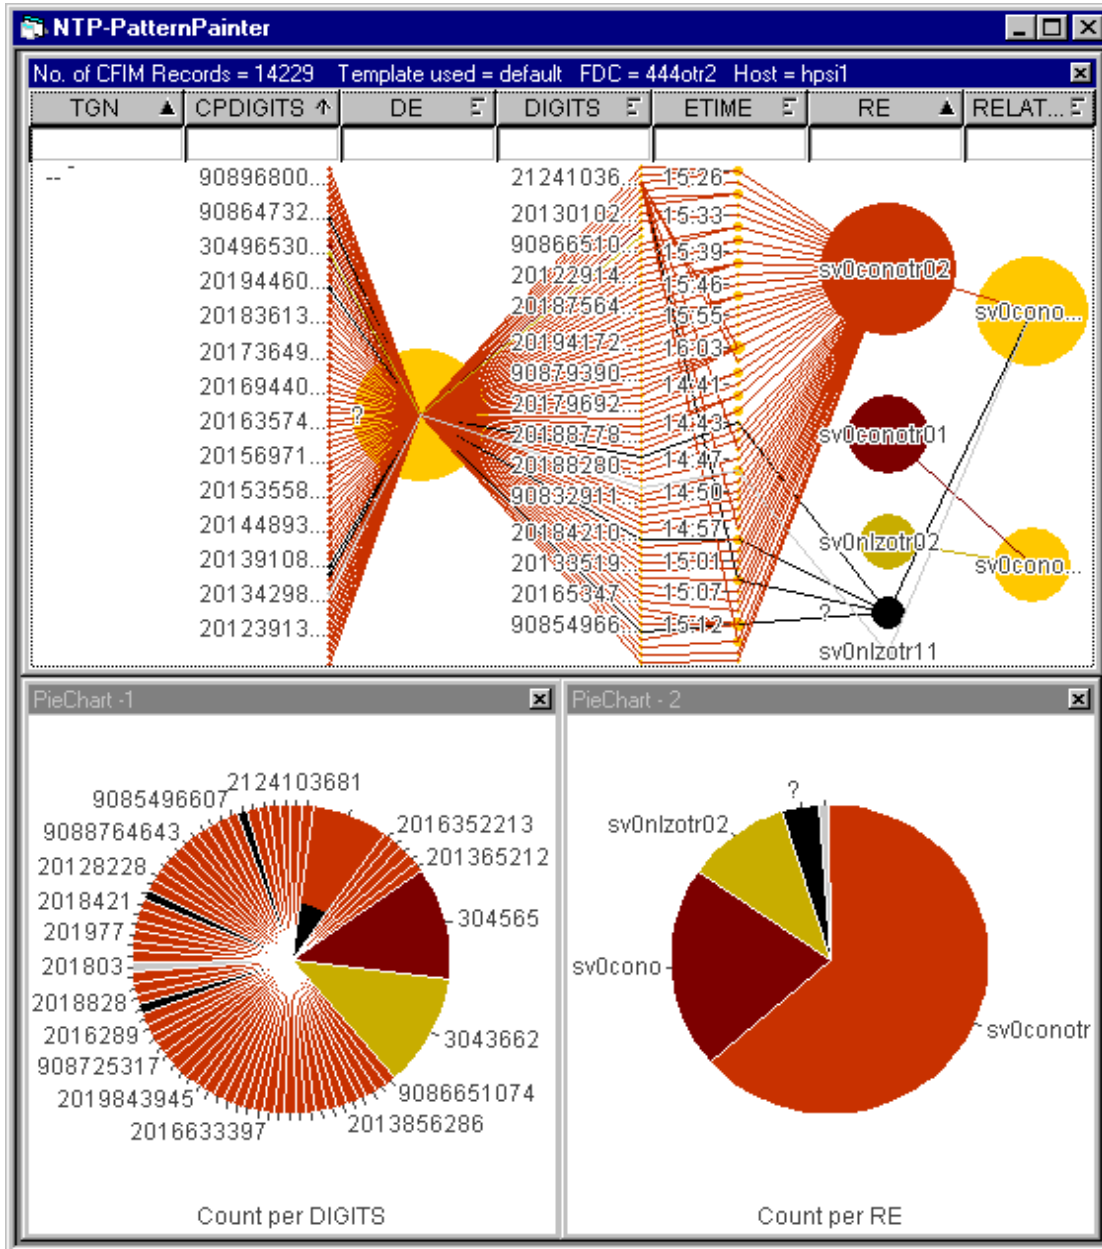 NTP-PatternPainter
No. of CFIM Records = 14229 Template used = default FDC = 444otr2 Host = hpsi1
TGN CPDIGITS DE DIGITS ETIME RE RELAT...
--
90896800... 21241036... 15:26
90864732... 20130102... 15:33
30496530... 90866510... 15:39
20194460... 20122914... 15:46
20183613... 20187564... 15:55
20173649... 20194172... 16:03
20169440... 90879390... 14:41
20163574... 20179692... 14:43
20156971... 20188778... 14:47
20153558... 20188280... 14:50
20144893... 90832911... 14:57
20139108... 20184210... 15:01
20134298... 20133519... 15:07
20123913... 20165347... 15:12
90854966...
?
sv0conotr02
sv0conotr01
sv0nlzotr02
?
sv0nlzotr11
sv0cono...
sv0cono...
PieChart -1
2124103681
9085496607
9088764643
20128228
2018421
201977
201803
2018828
2016289
908725317
2019843945
2016633397
2016352213
201365212
304565
3043662
9086651074
2013856286
Count per DIGITS
PieChart - 2
?
sv0nlzotr02
sv0cono
sv0conotr
Count per RE